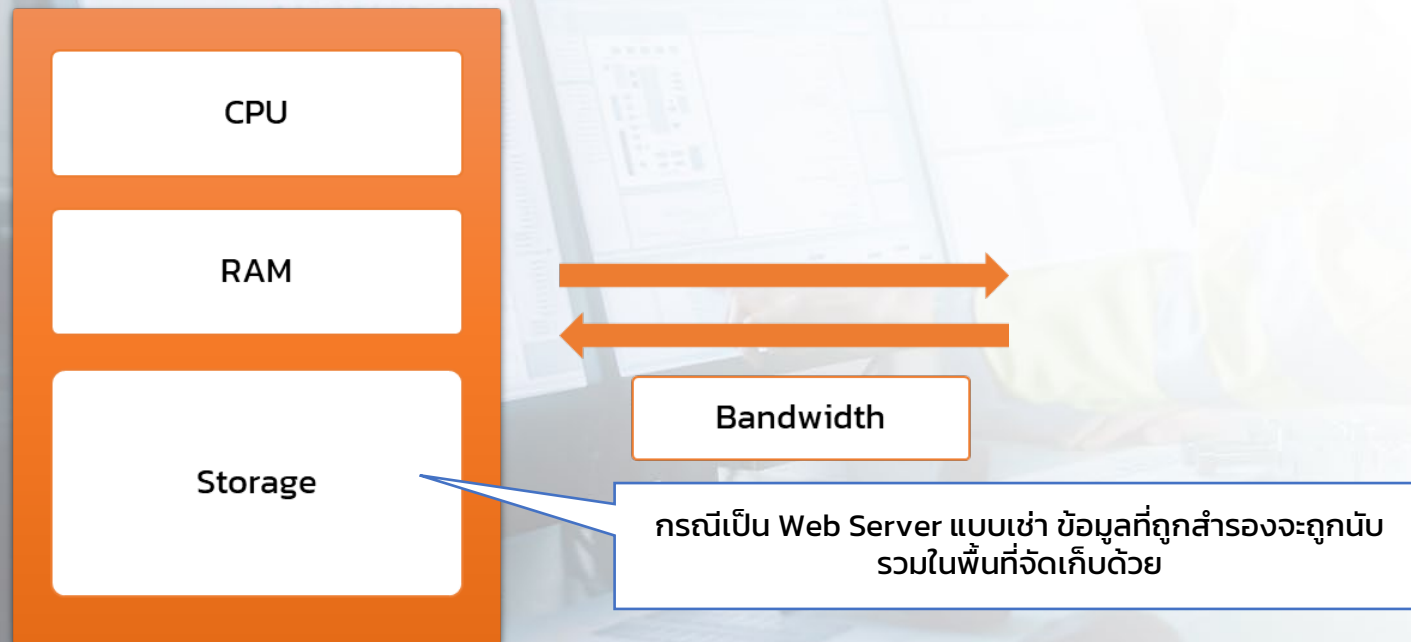 CPU
RAM
Storage
Bandwidth
กรณีเป็น Web Server แบบเช่า ข้อมูลที่ถูกสำรองจะถูกนับ
รวมในพื้นที่จัดเก็บด้วย